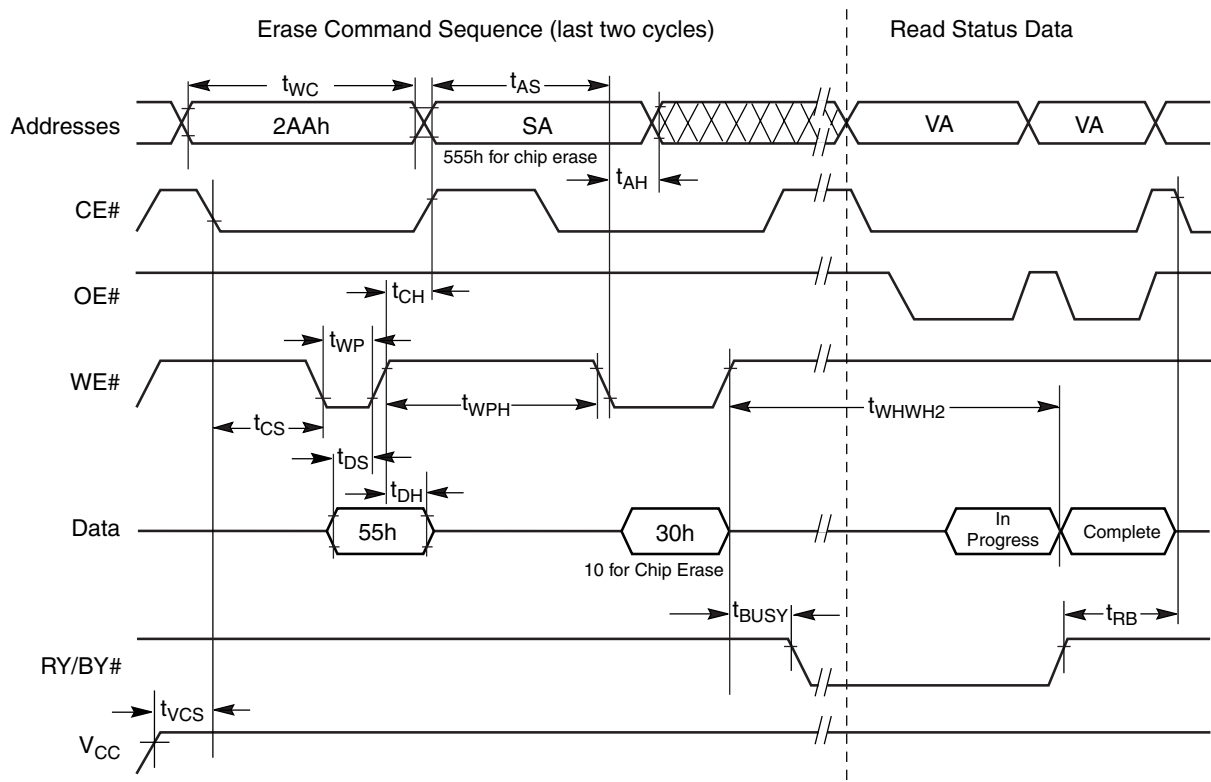 Erase Command Sequence (last two cycles)
Read Status Data
tWC
tAS
Addresses
2AAh
SA
VA
VA
555h for chip erase
tAH
CE#
OE#
tCH
tWP
WE#
tWPH
tWHWH2
tCS
tDS
tDH
Data
55h
30h
In
Progress
Complete
10 for Chip Erase
tBUSY
tRB
RY/BY#
tVCS
VCC